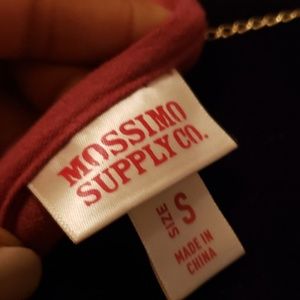 MOSSIMO
SUPPLY CO.
SIZE S
MADE IN
CHINA